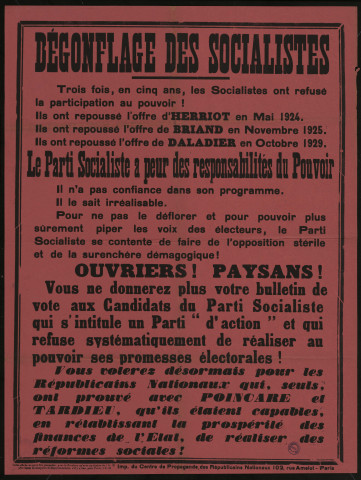 DÉGONFLAGE DES SOCIALISTES
Trois fois, en cinq ans, les Socialistes ont refusé
la participation au pouvoir !
Ils ont repoussé l'offre d'HERRIOT en Mai 1924.
Ils ont repoussé l'offre de BRIAND en Novembre 1925.
Ils ont repoussé l'offre de DALADIER en Octobre 1929.
Le Parti Socialiste a peur des responsabilités du Pouvoir
Il n'a pas confiance dans son programme.
Il le sait irréalisable.
Pour ne pas le déflorer et pour pouvoir plus
sûrement piper les voix des électeurs, le Parti
Socialiste se contente de faire de l'opposition stérile
et de la surenchère démagogique !
OUVRIERS ! PAYSANS !
Vous ne donnerez plus votre bulletin de
vote aux Candidats du Parti Socialiste
qui s'intitule un Parti " d'action " et qui
refuse systématiquement de réaliser au
pouvoir ses promesses électorales !
Vous voterez désormais pour les
Républicains Nationaux qui, seuls,
ont prouvé avec POINCARE et
TARDIEU, qu'ils étaient capables,
en rétablissant la prospérité des
finances de l'Etat, de réaliser des
réformes sociales !
Imp. du Centre de Propagande des Républicains Nationaux rue Amelot - Paris